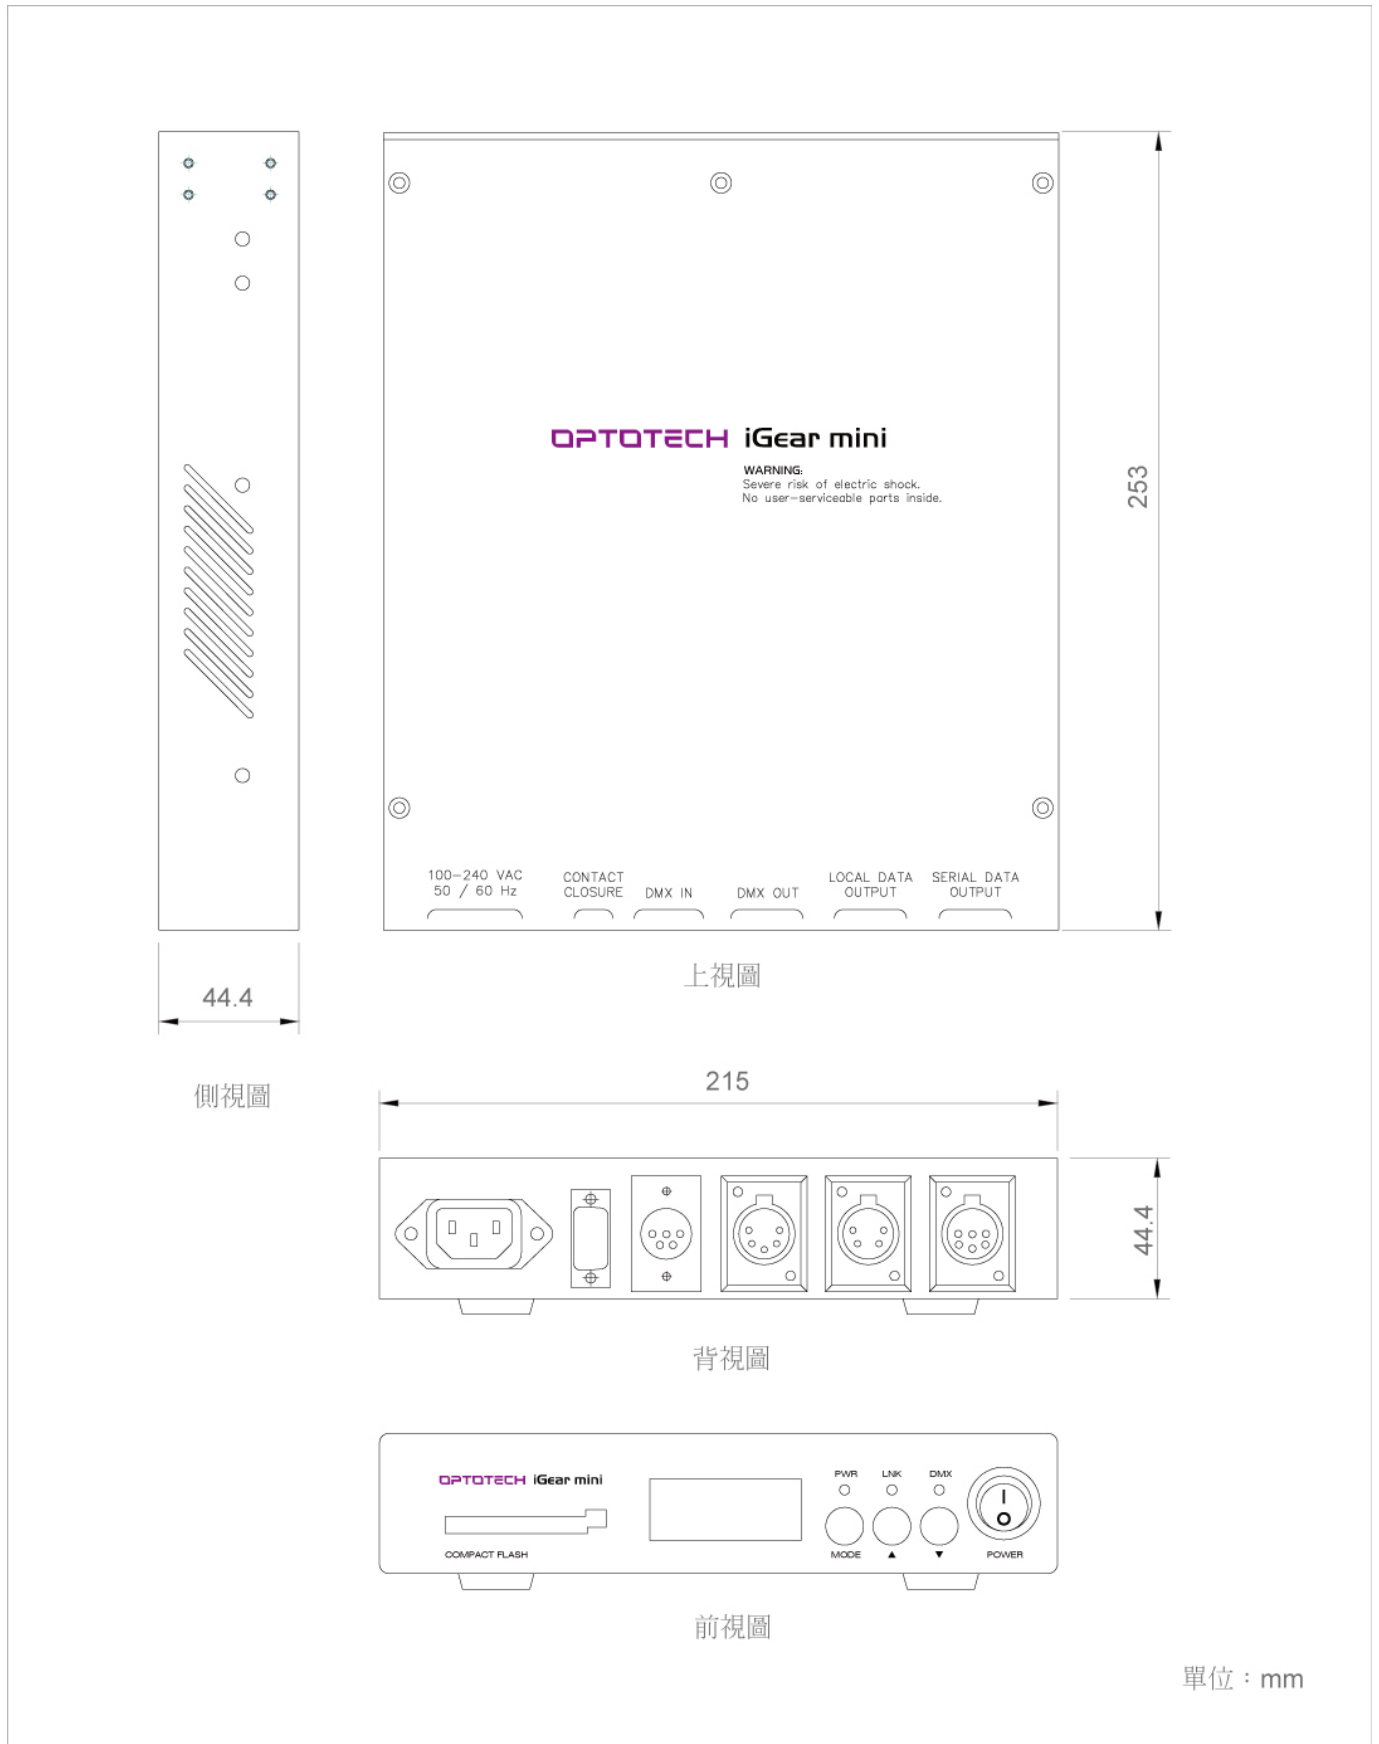 OPTOTECH iGear mini
WARNING:
Severe risk of electric shock.
No user-serviceable parts inside.
253
100-240 VAC
50 / 60 Hz
CONTACT
CLOSURE
DMX IN
DMX OUT
LOCAL DATA
OUTPUT
SERIAL DATA
OUTPUT
上視圖
44.4
側視圖
215
44.4
背視圖
OPTOTECH iGear mini
COMPACT FLASH
PWR LNK DMX
MODE ▲ ▼ POWER
前視圖
單位：mm